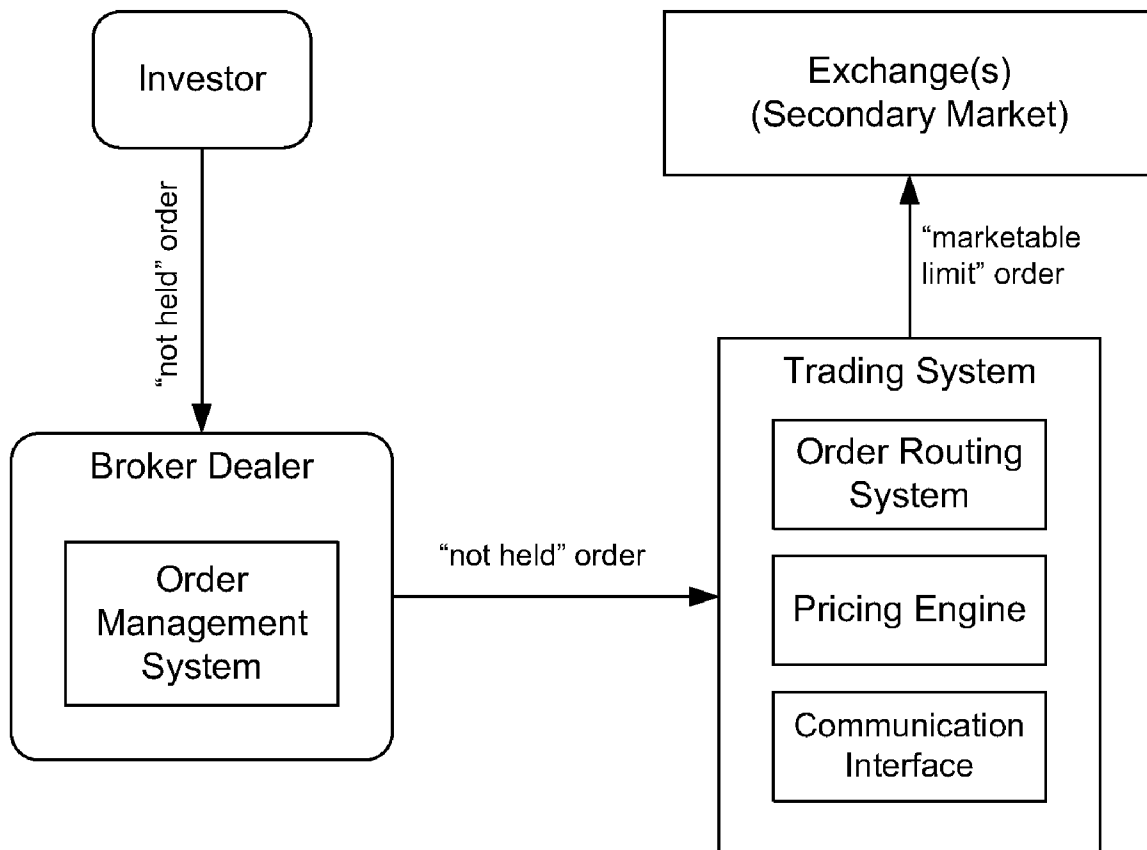 Investor
“not held” order
Broker Dealer
Order
Management
System
“not held” order
Exchange(s)
(Secondary Market)
“marketable
limit” order
Trading System
Order Routing
System
Pricing Engine
Communication
Interface